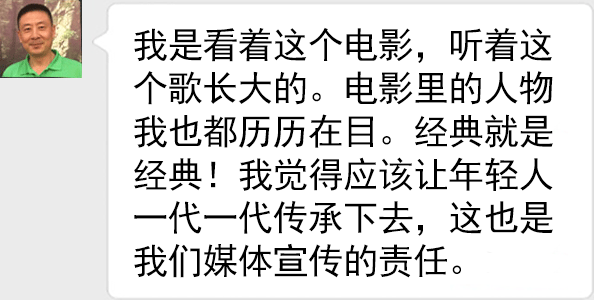 我是看着这个电影，听着这
个歌长大的。电影里的人物
我也都历历在目。经典就是
经典！我觉得应该让年轻人
一代一代传承下去，这也是
我们媒体宣传的责任。